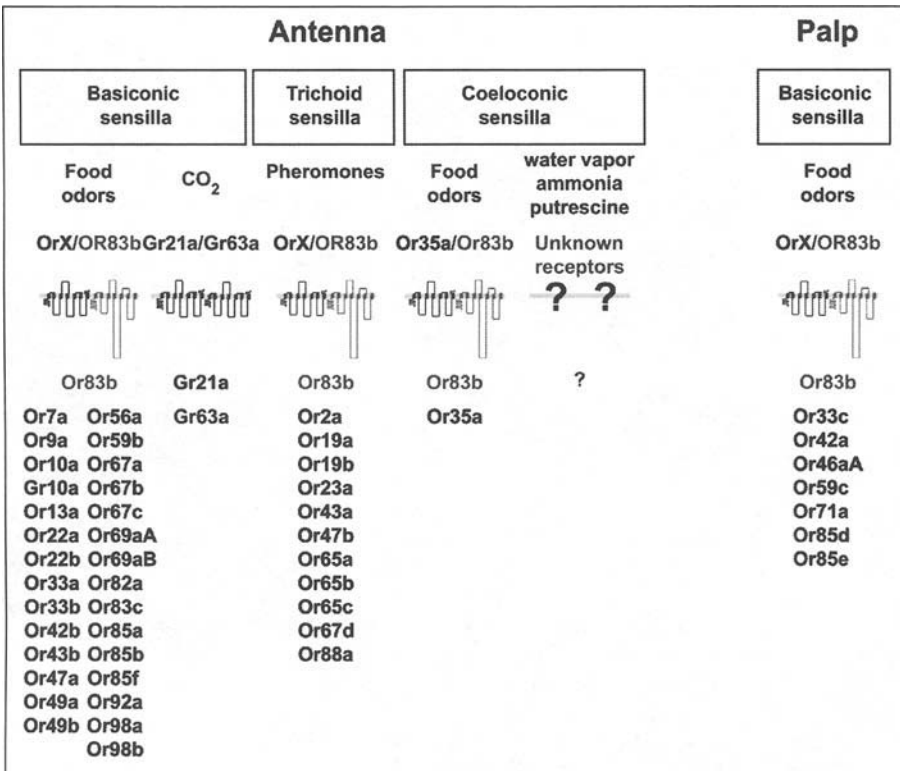 Antenna
Palp
Basiconic
sensilla
Trichoid
sensilla
Coeloconic
sensilla
Basiconic
sensilla
Food
odors
CO2
Pheromones
Food
odors
water vapor
ammonia
putrescine
Food
odors
OrX/OR83b
Gr21a/Gr63a
OrX/OR83b
Or35a/Or83b
Unknown
receptors
OrX/OR83b
? ?
Or83b
Gr21a
Or83b
Or83b
?
Or83b
Or7a Or56a
Or9a Or59b
Or10a Or67a
Gr10a Or67b
Or13a Or67c
Or22a Or69aA
Or22b Or69aB
Or33a Or82a
Or33b Or83c
Or42b Or85a
Or43b Or85b
Or47a Or85f
Or49a Or92a
Or49b Or98a
Or98b
Gr63a
Or2a
Or19a
Or19b
Or23a
Or43a
Or47b
Or65a
Or65b
Or65c
Or67d
Or88a
Or35a
Or33c
Or42a
Or46aA
Or59c
Or71a
Or85d
Or85e